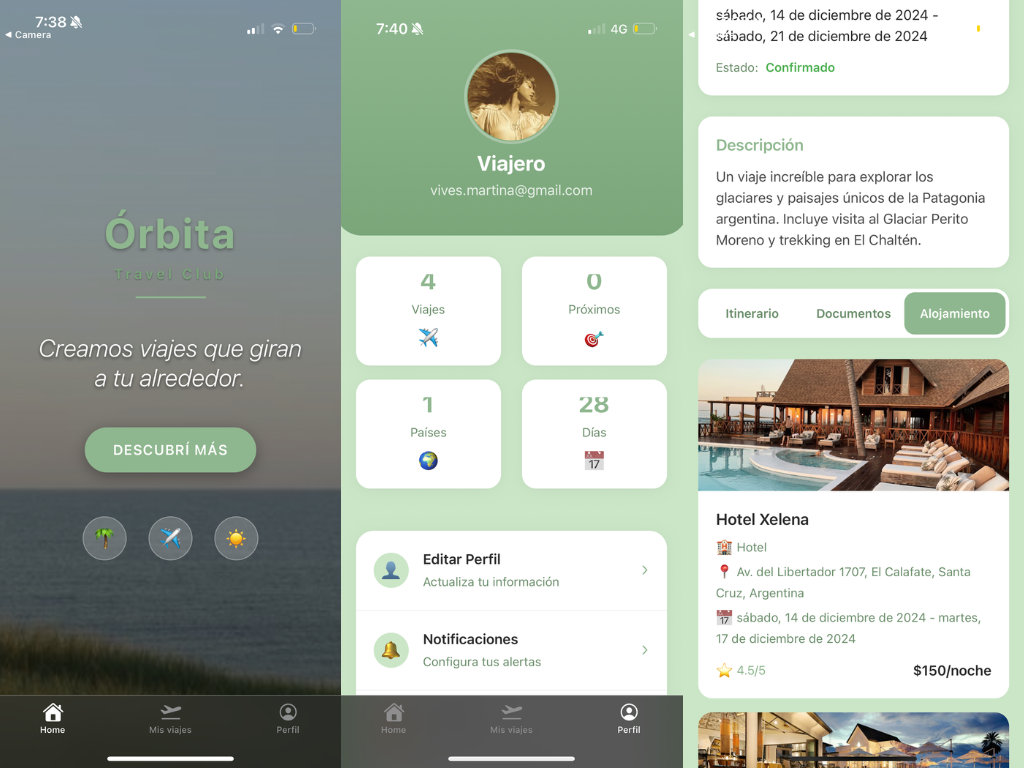 7:38
◀ Camera
Órbita
Travel Club
Creamos viajes que giran
a tu alrededor.
DESCUBRÍ MÁS
Home
Mis viajes
Perfil
7:40
4G
Viajero
vives.martina@gmail.com
4
Viajes
0
Próximos
1
Países
28
Días
17
Editar Perfil
Actualiza tu información
Notificaciones
Configura tus alertas
Home
Mis viajes
Perfil
sábado, 14 de diciembre de 2024 -
sábado, 21 de diciembre de 2024
Estado: Confirmado
Descripción
Un viaje increíble para explorar los
glaciares y paisajes únicos de la Patagonia
argentina. Incluye visita al Glaciar Perito
Moreno y trekking en El Chaltén.
Itinerario
Documentos
Alojamiento
Hotel Xelena
Hotel
Av. del Libertador 1707, El Calafate, Santa
Cruz, Argentina
sábado, 14 de diciembre de 2024 - martes,
17 de diciembre de 2024
4.5/5
$150/noche